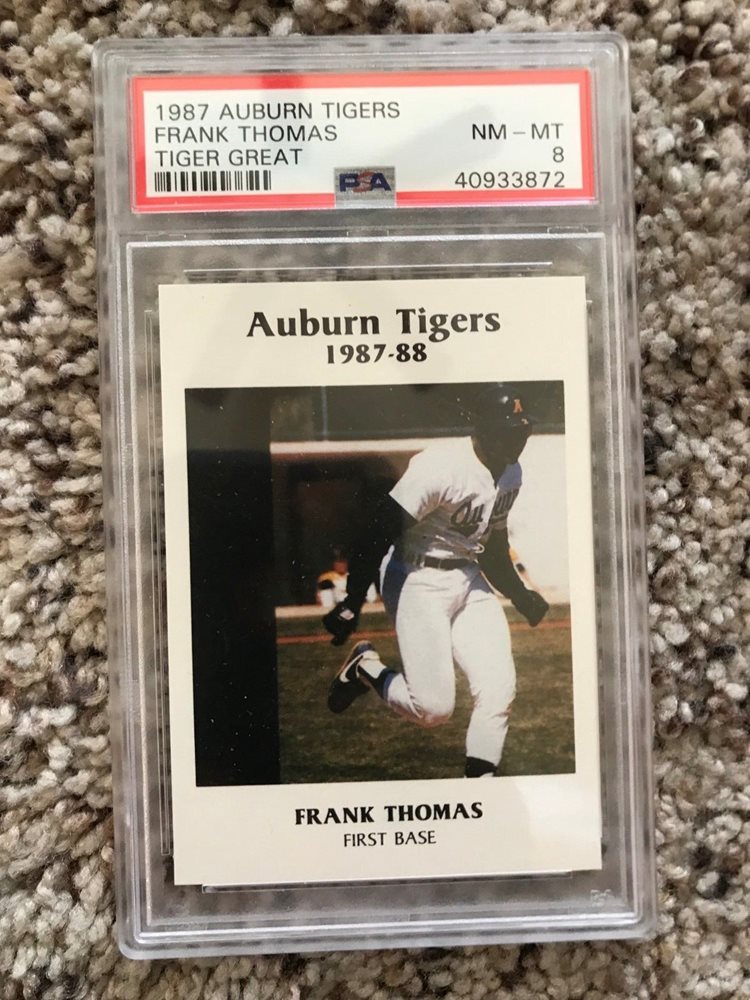 1987 AUBURN TIGERS
FRANK THOMAS NM - MT
TIGER GREAT 8
PSA 40933872
Auburn Tigers
1987-88
A
FRANK THOMAS
FIRST BASE